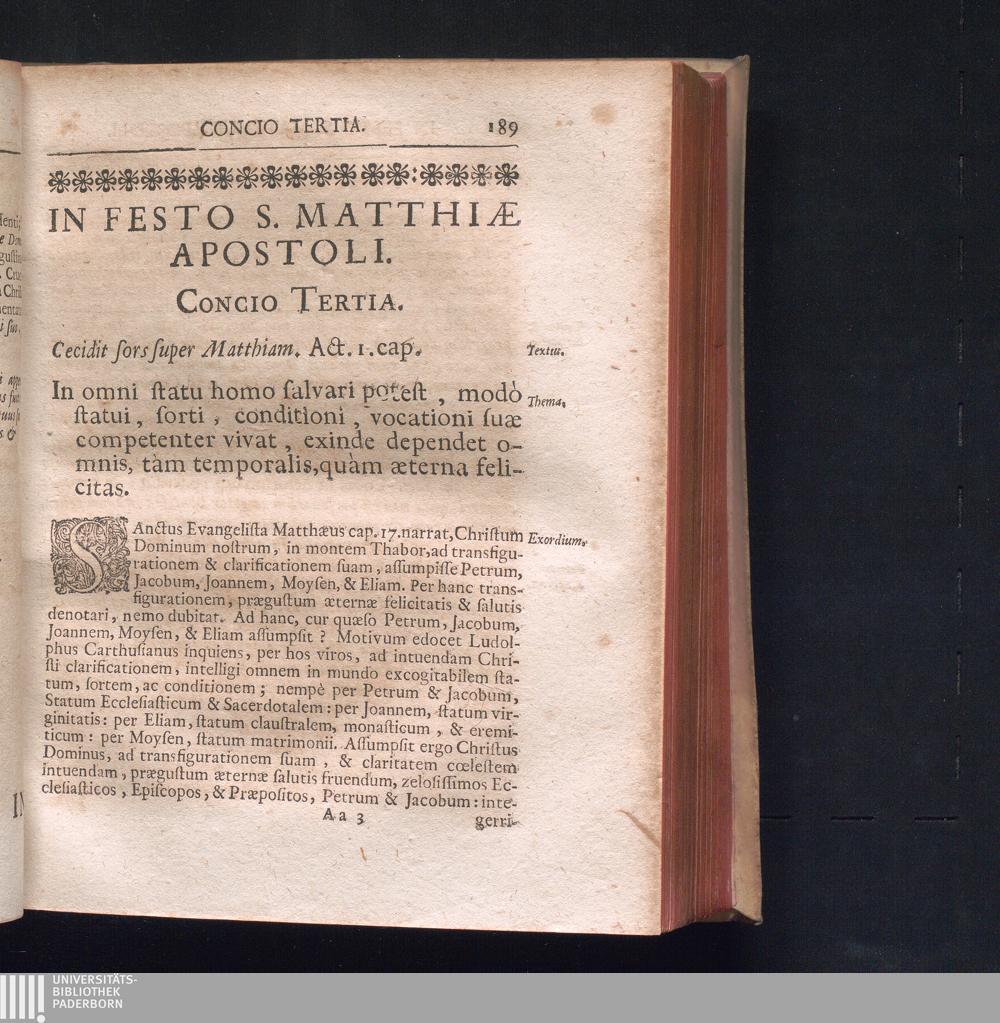 CONCIO TERTIA. 189
IN FESTO S. MATTHIÆ
APOSTOLI.
CONCIO TERTIA.
Cecidit sors super Matthiam. Act. 1. cap. Textus.
In omni statu homo salvari potest, modò Thema.
statui, sorti, conditioni, vocationi suæ
competenter vivat, exinde dependet o-
mnis, tàm temporalis, quàm æterna feli-
citas.
SAnctus Evangelista Matthæus cap. 17. narrat, Christum Exordium.
Dominum nostrum, in montem Thabor, ad transfigu-
rationem & clarificationem suam, assumpisse Petrum,
Jacobum, Joannem, Moysen, & Eliam. Per hanc trans-
figurationem, prægustum æternæ felicitatis & salutis
denotari, nemo dubitat. Ad hanc, cur quæso Petrum, Jacobum,
Joannem, Moysen, & Eliam assumpsit? Motivum edocet Ludol-
phus Carthusianus inquiens, per hos viros, ad intuendam Chri-
sti clarificationem, intelligi omnem in mundo excogitabilem sta-
tum, sortem, ac conditionem; nempè per Petrum & Jacobum,
Statum Ecclesiasticum & Sacerdotalem: per Joannem, statum vir-
ginitatis: per Eliam, statum claustralem, monasticum, & eremi-
ticum: per Moysen, statum matrimonii. Assumpsit ergo Christus
Dominus, ad transfigurationem suam, & claritatem cœlestem
intuendam, prægustum æternæ salutis fruendum, zelosissimos Ec-
clesiasticos, Episcopos, & Præpositos, Petrum & Jacobum: inte-
Aa 3 gerri-
UNIVERSITÄTS-
BIBLIOTHEK
PADERBORN